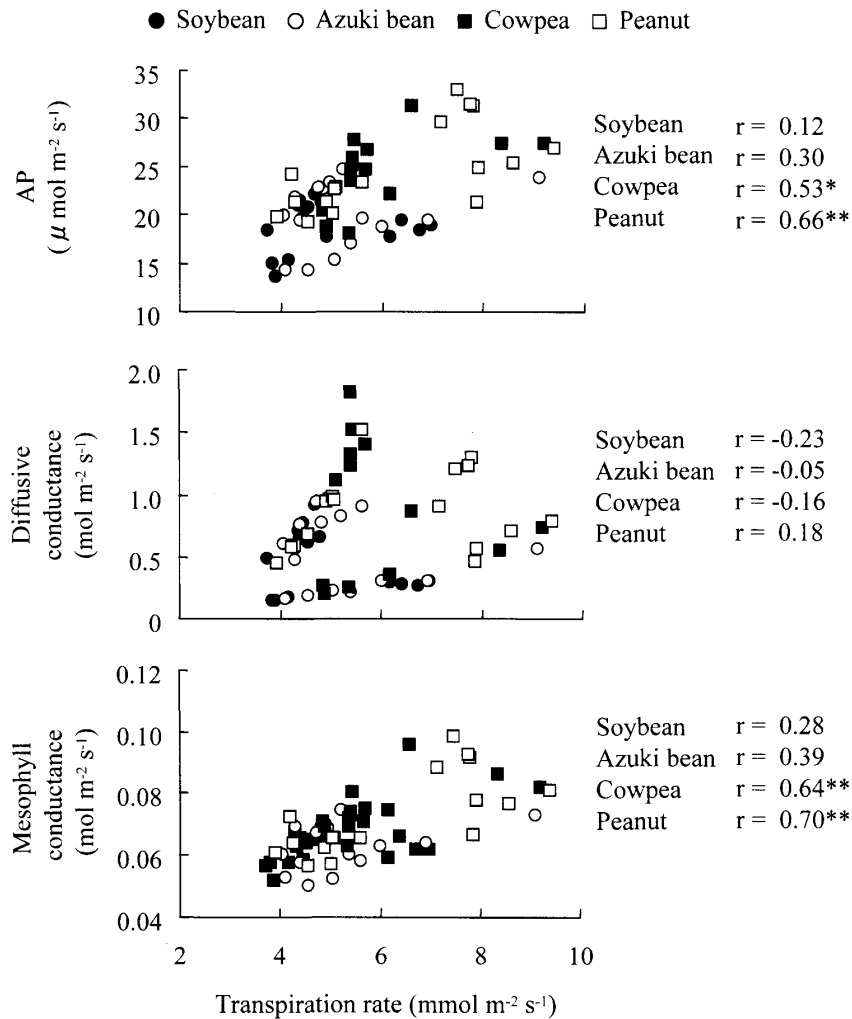 Soybean Azuki bean Cowpea Peanut
AP
(μ mol m-2 s-1)
35
30
25
20
15
10
Soybean r = 0.12
Azuki bean r = 0.30
Cowpea r = 0.53*
Peanut r = 0.66**
Diffusive
conductance
(mol m-2 s-1)
2.0
1.5
1.0
0.5
0
Soybean r = -0.23
Azuki bean r = -0.05
Cowpea r = -0.16
Peanut r = 0.18
Mesophyll
conductance
(mol m-2 s-1)
0.12
0.10
0.08
0.06
0.04
Soybean r = 0.28
Azuki bean r = 0.39
Cowpea r = 0.64**
Peanut r = 0.70**
2 4 6 8 10
Transpiration rate (mmol m-2 s-1)